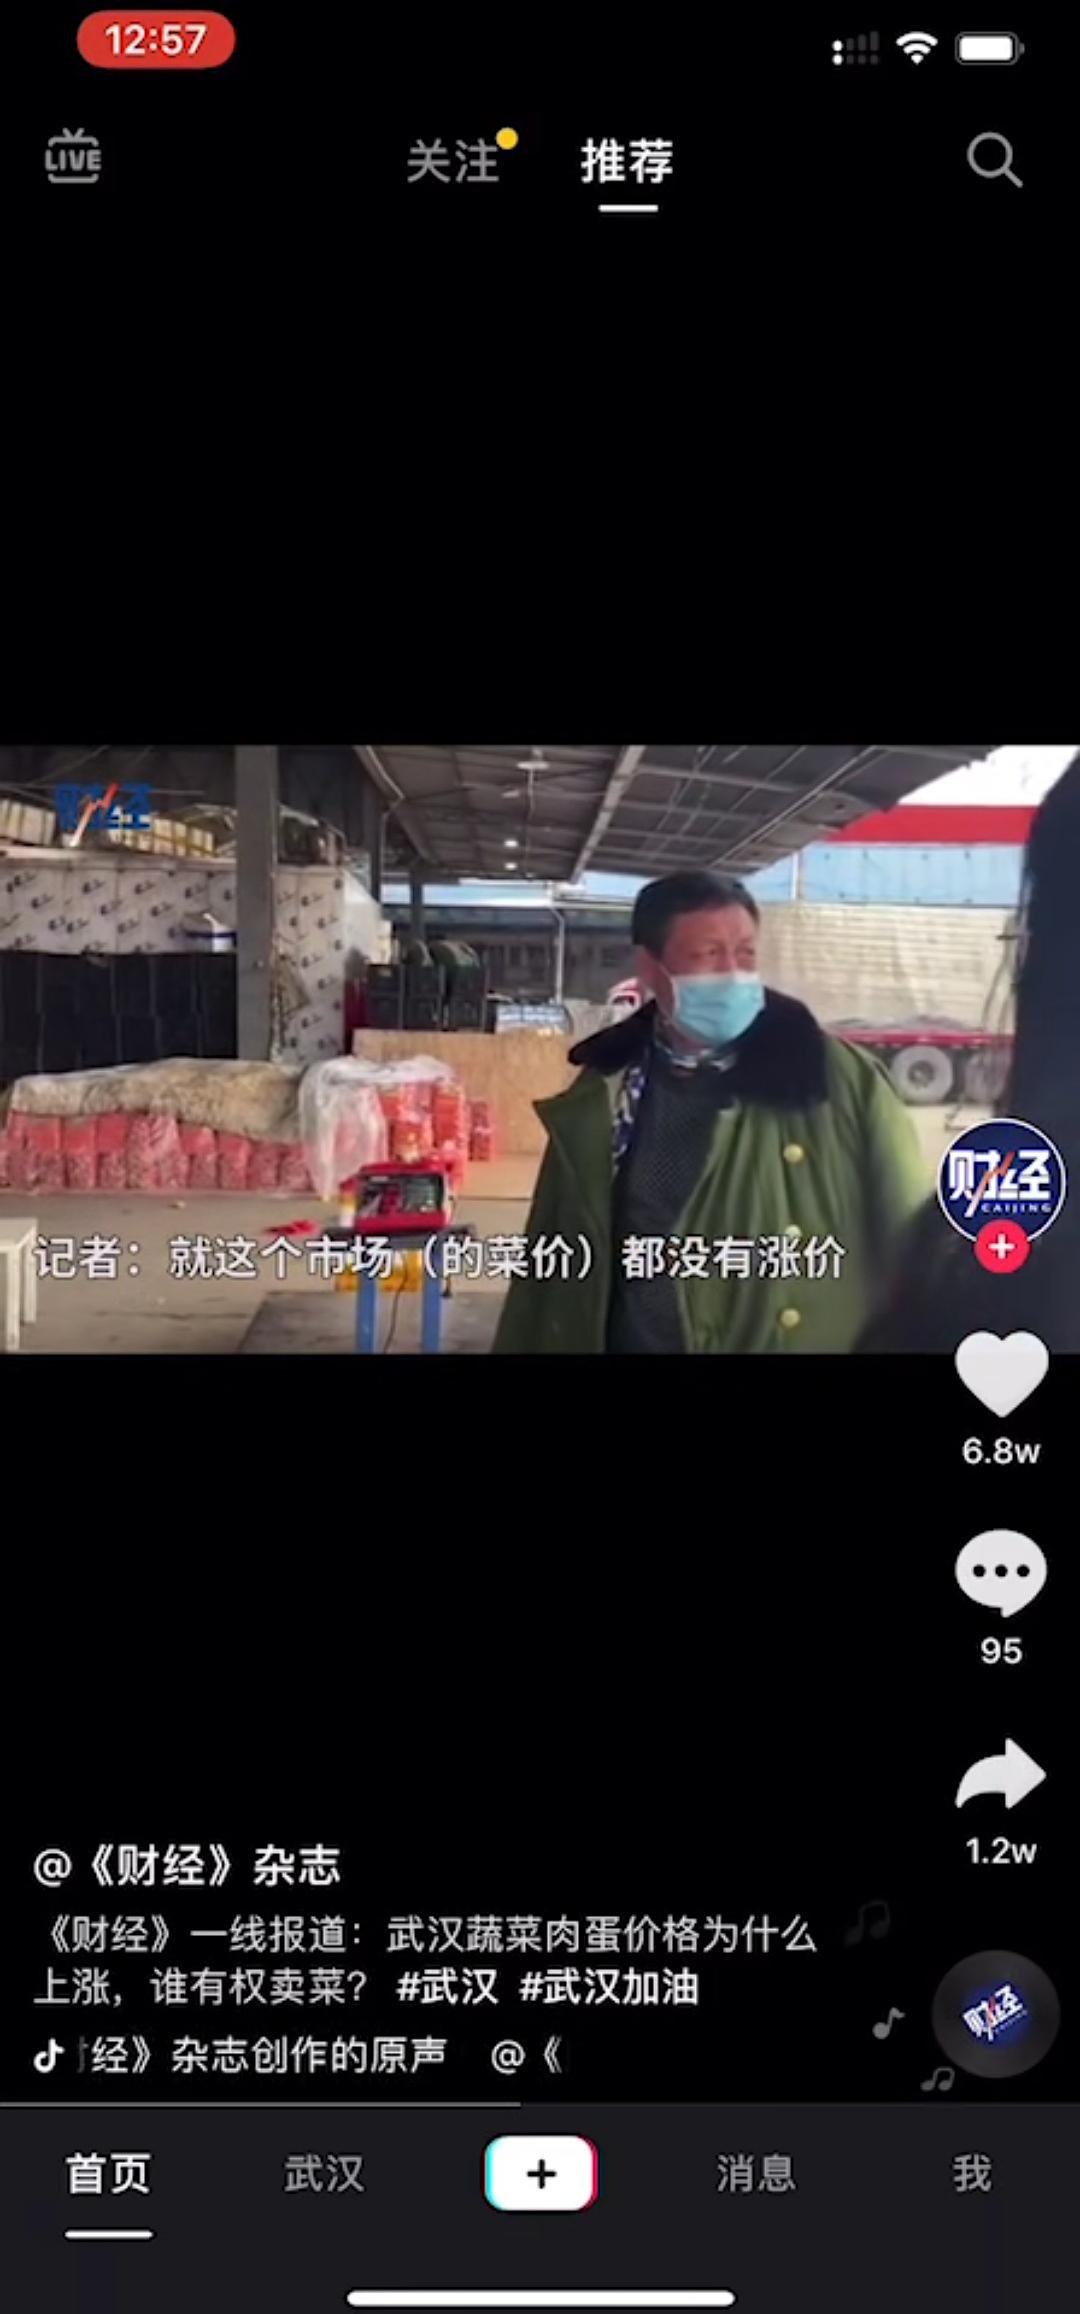 12:57
LIVE
关注
推荐
财经
财经
CAIJING
记者：就这个市场（的菜价）都没有涨价
6.8w
95
1.2w
@《财经》杂志
《财经》一线报道：武汉蔬菜肉蛋价格为什么
上涨，谁有权卖菜？ #武汉 #武汉加油
经》杂志创作的原声 @《
财经
首页
武汉
消息
我